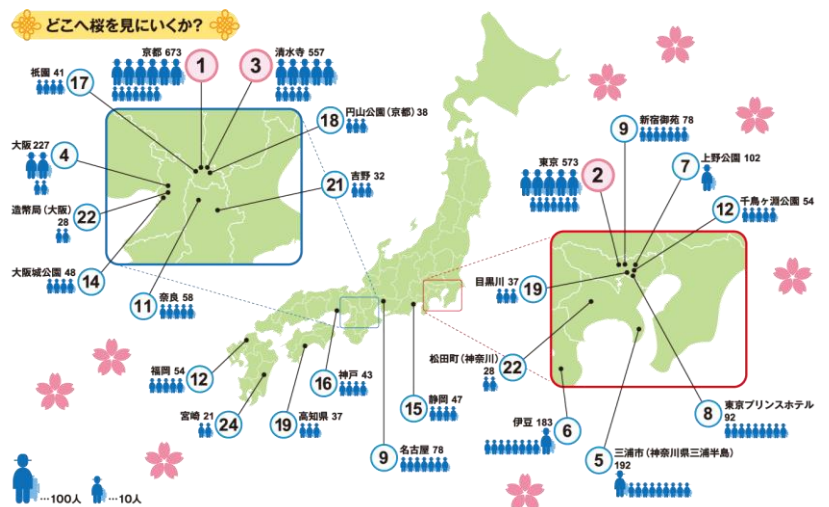 どこへ桜を見にいくか?
京都 673
1
3
清水寺 557
祇園 41
17
18
円山公園(京都) 38
大阪 227
4
21
吉野 32
造幣局(大阪)
28
22
大阪城公園 48
14
11
奈良 58
9
新宿御苑 78
東京 573
2
7
上野公園 102
12
千鳥ヶ淵公園 54
目黒川 37
19
松田町(神奈川)
28
22
伊豆 183
6
5
三浦市(神奈川県三浦半島)
192
8
東京プリンスホテル
92
福岡 54
12
宮崎 21
24
19
高知県 37
16
神戸 43
15
静岡 47
9
名古屋 78
…100人
…10人